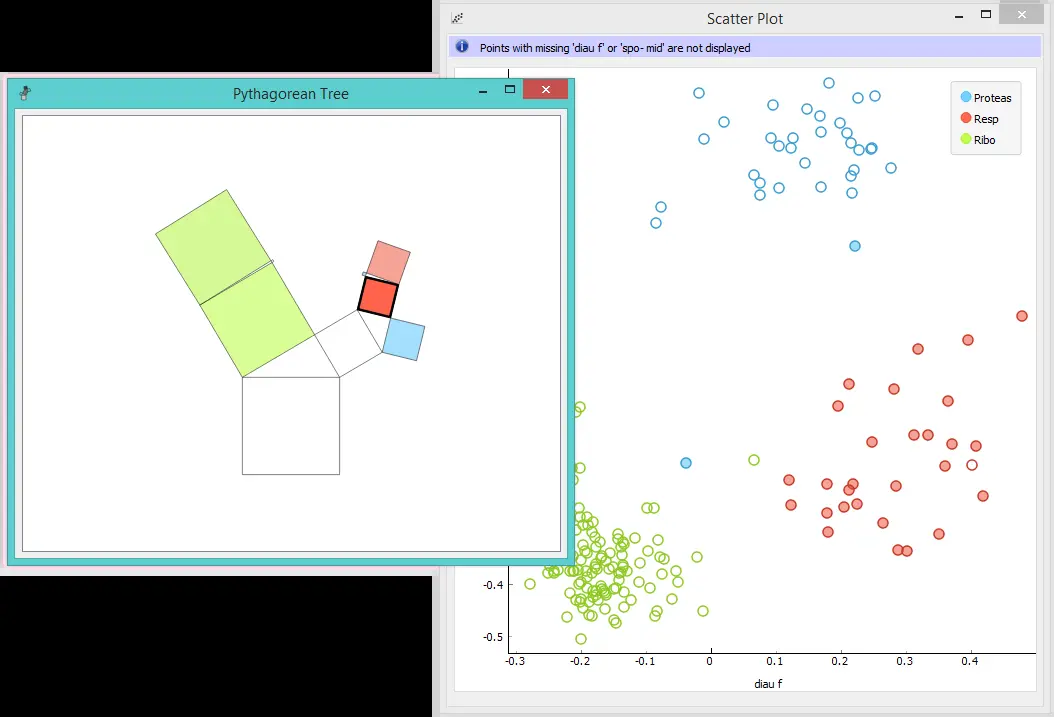 Scatter Plot
Points with missing 'diau f' or 'spo- mid' are not displayed
Pythagorean Tree
Proteas
Resp
Ribo
-0.4
-0.5
-0.3 -0.2 -0.1 0 0.1 0.2 0.3 0.4
diau f